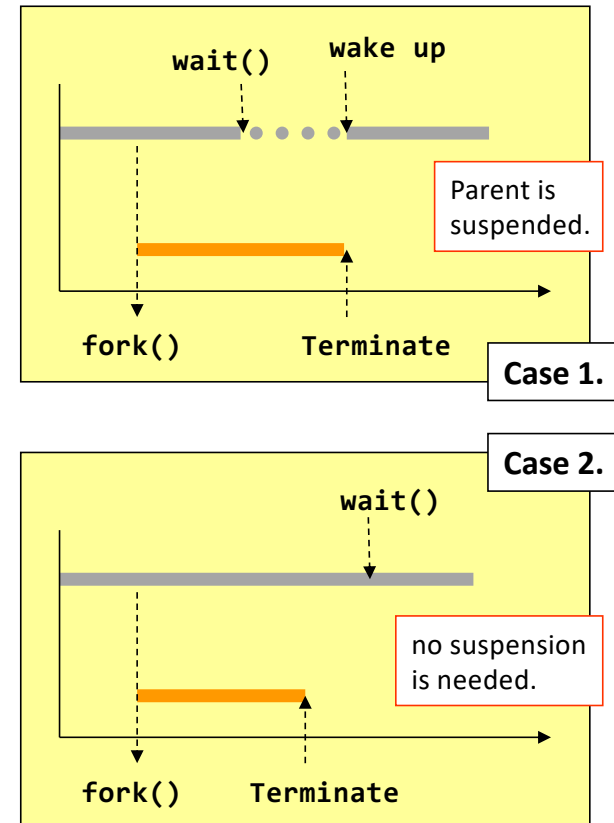 wait()
wake up
Parent is
suspended.
fork()
Terminate
Case 1.
Case 2.
wait()
no suspension
is needed.
fork()
Terminate